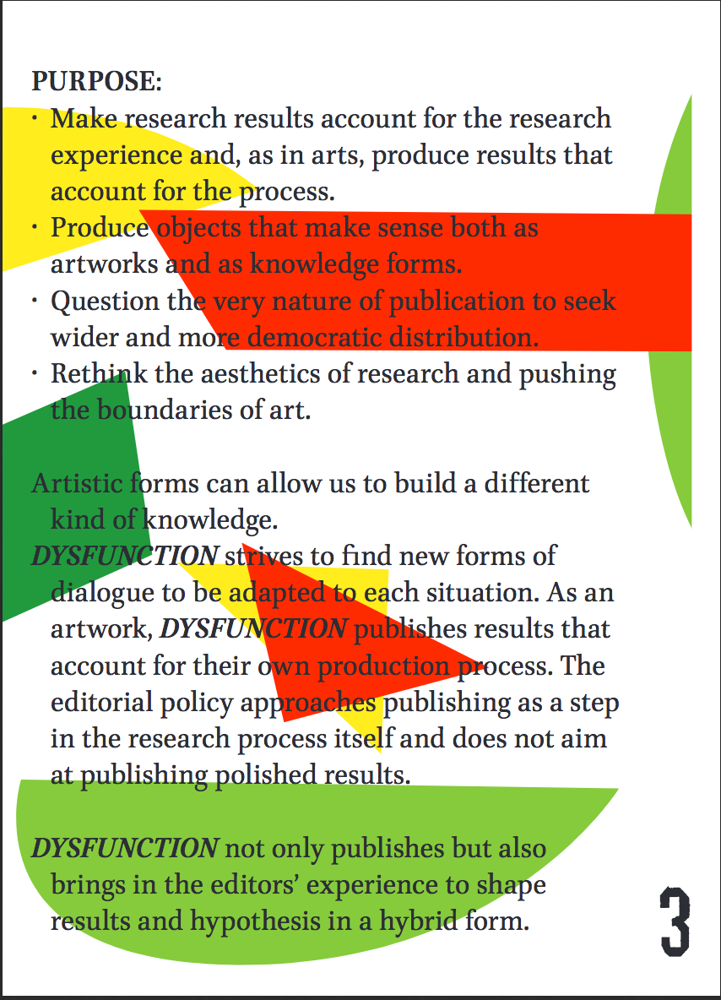 PURPOSE:
· Make research results account for the research
experience and, as in arts, produce results that
account for the process.
· Produce objects that make sense both as
artworks and as knowledge forms.
· Question the very nature of publication to seek
wider and more democratic distribution.
· Rethink the aesthetics of research and pushing
the boundaries of art.
Artistic forms can allow us to build a different
kind of knowledge.
DYSFUNCTION strives to find new forms of
dialogue to be adapted to each situation. As an
artwork, DYSFUNCTION publishes results that
account for their own production process. The
editorial policy approaches publishing as a step
in the research process itself and does not aim
at publishing polished results.
DYSFUNCTION not only publishes but also
brings in the editors’ experience to shape
results and hypothesis in a hybrid form.
3